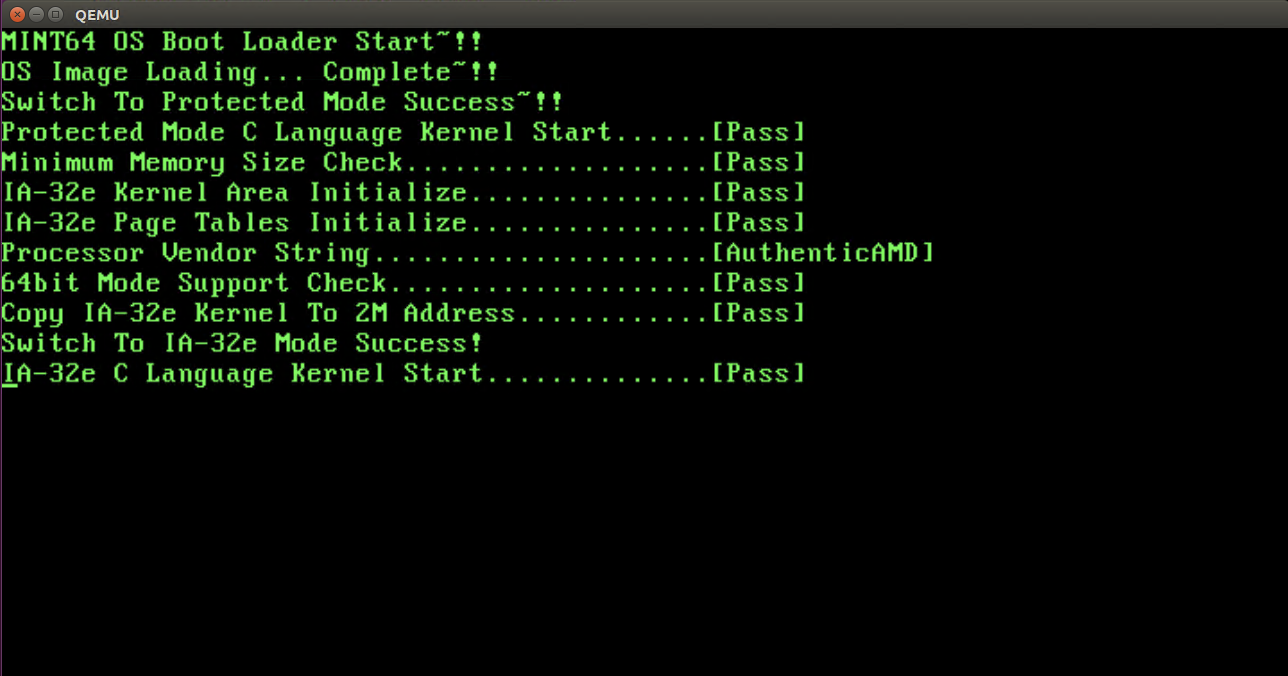 QEMU
MINT64 OS Boot Loader Start~!!
OS Image Loading... Complete~!!
Switch To Protected Mode Success~!!
Protected Mode C Language Kernel Start......[Pass]
Minimum Memory Size Check...................[Pass]
IA-32e Kernel Area Initialize...............[Pass]
IA-32e Page Tables Initialize...............[Pass]
Processor Vendor String.....................[AuthenticAMD]
64bit Mode Support Check....................[Pass]
Copy IA-32e Kernel To 2M Address............[Pass]
Switch To IA-32e Mode Success!
IA-32e C Language Kernel Start..............[Pass]